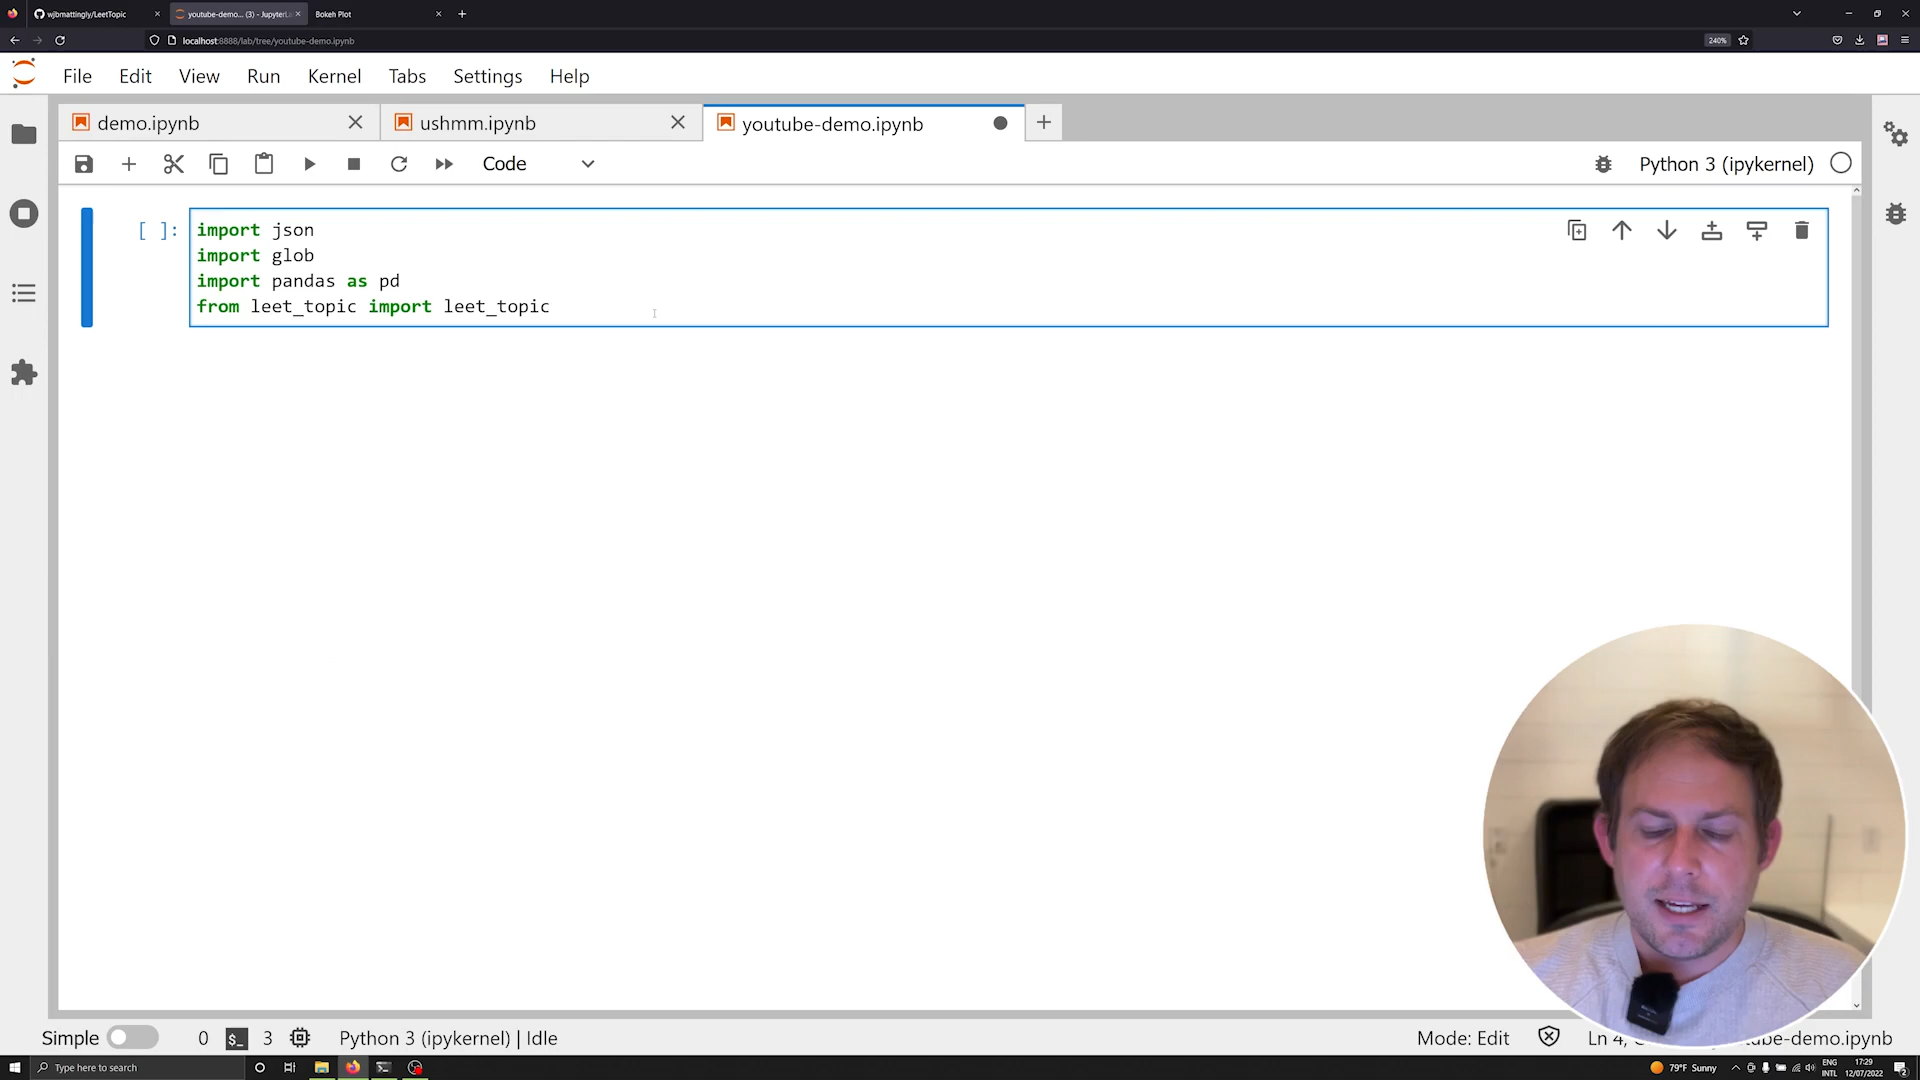 wjbmattingly/LeetTopic
youtube-demo... (3) - JupyterLa
Bokeh Plot
localhost:8888/lab/tree/youtube-demo.ipynb
240%
File Edit View Run Kernel Tabs Settings Help
demo.ipynb
ushmm.ipynb
youtube-demo.ipynb
Code
Python 3 (ipykernel)
[ ]:
import json
import glob
import pandas as pd
from leet_topic import leet_topic
Simple
0
$_
3
Python 3 (ipykernel) | Idle
Mode: Edit
Ln 4,
tube-demo.ipynb
Type here to search
79°F Sunny
ENG
INTL
17:29
12/07/2022
2